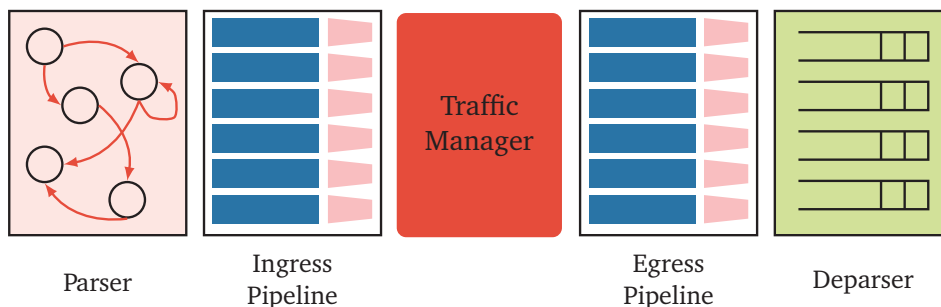 Traffic
Manager
Parser
Ingress
Pipeline
Egress
Pipeline
Deparser